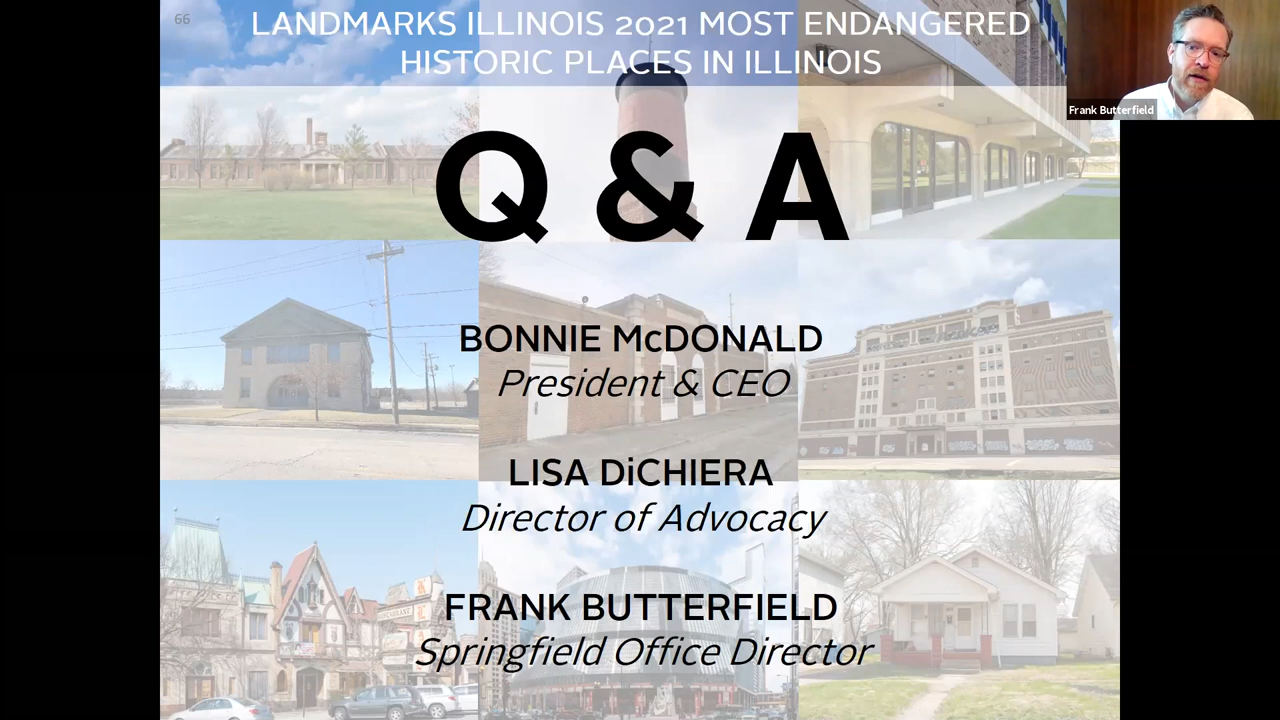 66
LANDMARKS ILLINOIS 2021 MOST ENDANGERED
HISTORIC PLACES IN ILLINOIS
Frank Butterfield
Q & A
BONNIE McDONALD
President & CEO
LISA DiCHIERA
Director of Advocacy
FRANK BUTTERFIELD
Springfield Office Director